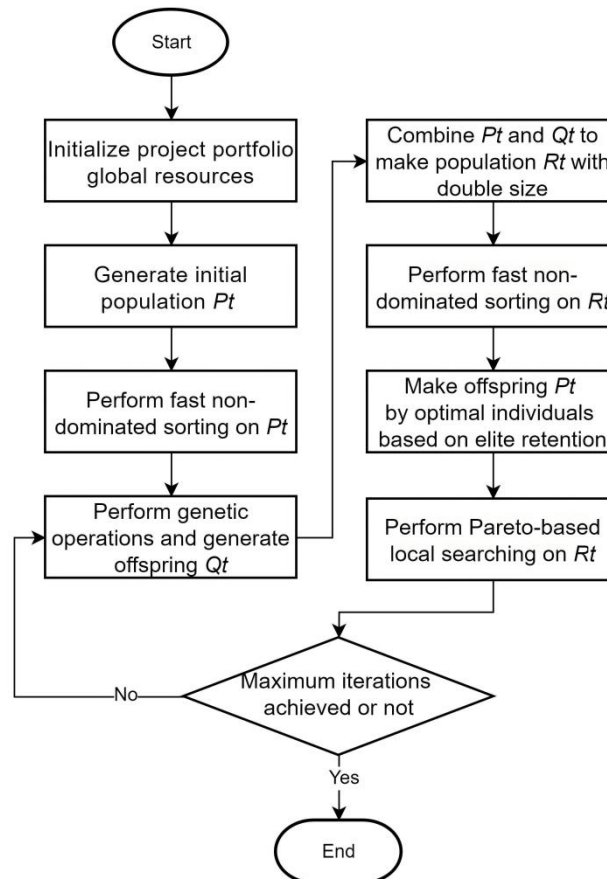 Start
Initialize project portfolio
global resources
Generate initial
population Pt
Perform fast non-
dominated sorting on Pt
Perform genetic
operations and generate
offspring Qt
Combine Pt and Qt to
make population Rt with
double size
Perform fast non-
dominated sorting on Rt
Make offspring Pt
by optimal individuals
based on elite retention
Perform Pareto-based
local searching on Rt
Maximum iterations
achieved or not
No
Yes
End